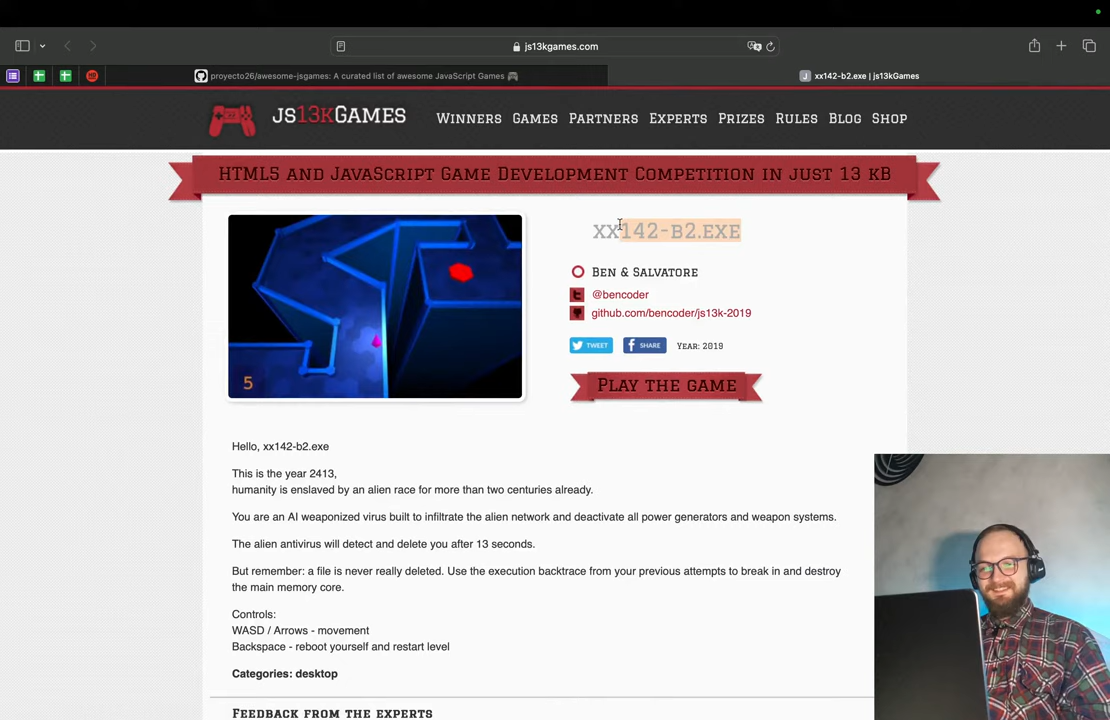 js13kgames.com
proyecto26/awesome-jsgames: A curated list of awesome JavaScript Games 🎮
J xx142-b2.exe | js13kGames
JS13KGAMES WINNERS GAMES PARTNERS EXPERTS PRIZES RULES BLOG SHOP
HTML5 AND JAVASCRIPT GAME DEVELOPMENT COMPETITION IN JUST 13 KB
XX142-B2.EXE
BEN & SALVATORE
@bencoder
github.com/bencoder/js13k-2019
TWEET SHARE YEAR: 2019
PLAY THE GAME
5
Hello, xx142-b2.exe
This is the year 2413,
humanity is enslaved by an alien race for more than two centuries already.
You are an AI weaponized virus built to infiltrate the alien network and deactivate all power generators and weapon systems.
The alien antivirus will detect and delete you after 13 seconds.
But remember: a file is never really deleted. Use the execution backtrace from your previous attempts to break in and destroy
the main memory core.
Controls:
WASD / Arrows - movement
Backspace - reboot yourself and restart level
Categories: desktop
FEEDBACK FROM THE EXPERTS